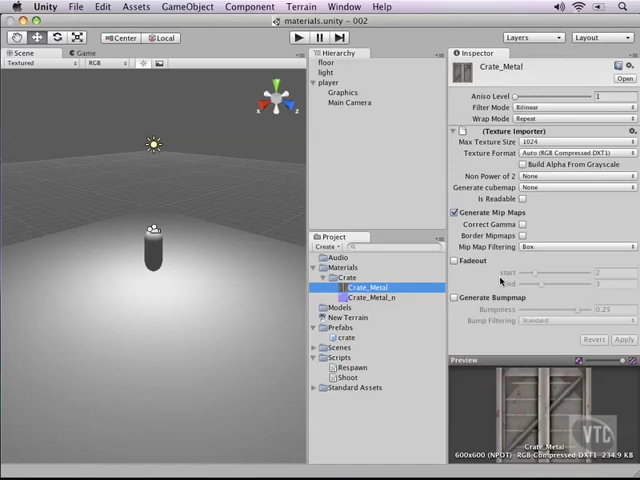 Unity File Edit Assets GameObject Component Terrain Window Help
materials.unity - 002
Center Local Layers Layout
Scene Game
Textured RGB
Hierarchy
floor
light
player
Graphics
Main Camera
Project
Create
Audio
Materials
Crate
Crate_Metal
Crate_Metal_n
Models
New Terrain
Prefabs
crate
Scenes
Scripts
Respawn
Shoot
Standard Assets
Inspector
Crate_Metal
Open
Aniso Level 1
Filter Mode Bilinear
Wrap Mode Repeat
(Texture Importer)
Max Texture Size 1024
Texture Format Auto (RGB Compressed DXT1)
Build Alpha From Grayscale
Non Power of 2 None
Generate cubemap None
Is Readable
Generate Mip Maps
Correct Gamma
Border Mipmaps
Mip Map Filtering Box
Fadeout
start 2
end 3
Generate Bumpmap
Bumpiness 0.25
Bump Filtering Standard
Revert Apply
Preview
VTC
Crate_Metal
600x600 (NPOT) RGB Compressed DXT1 234.9 KB